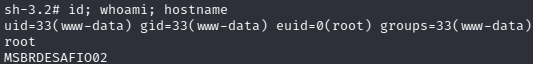 sh-3.2# id; whoami; hostname
uid=33(www-data) gid=33(www-data) euid=0(root) groups=33(www-data)
root
MSBRDESAFIO02